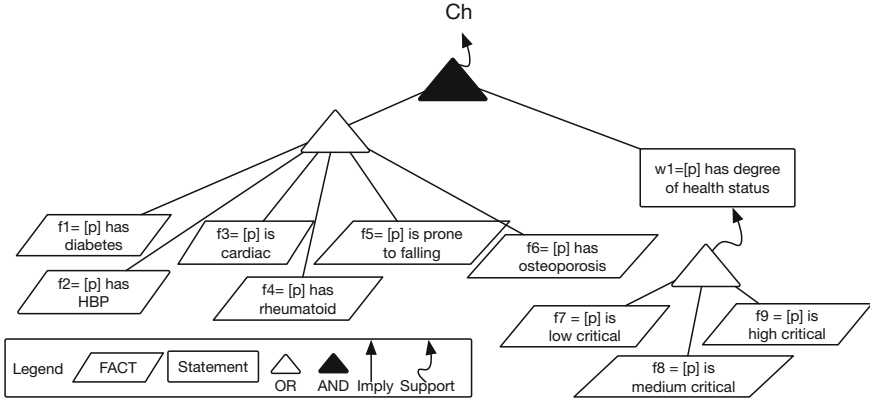 Ch
w1=[p] has degree
of health status
f1= [p] has
diabetes
f3= [p] is
cardiac
f5= [p] is prone
to falling
f6= [p] has
osteoporosis
f2= [p] has
HBP
f4= [p] has
rheumatoid
f7 = [p] is
low critical
f9 = [p] is
high critical
f8 = [p] is
medium critical
Legend
FACT
Statement
OR
AND
Imply
Support